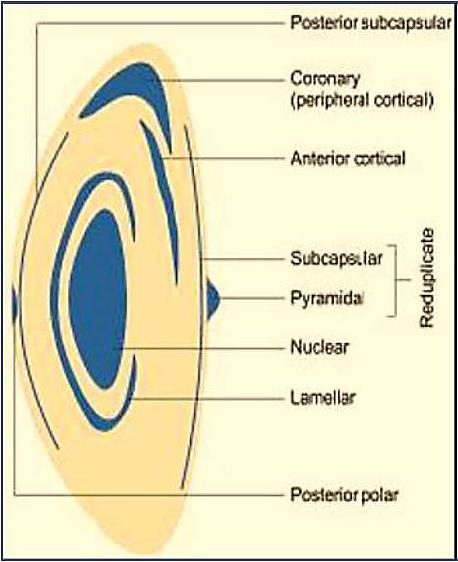 Posterior subcapsular
Coronary
(peripheral cortical)
Anterior cortical
Subcapsular
Pyramidal
Reduplicate
Nuclear
Lamellar
Posterior polar